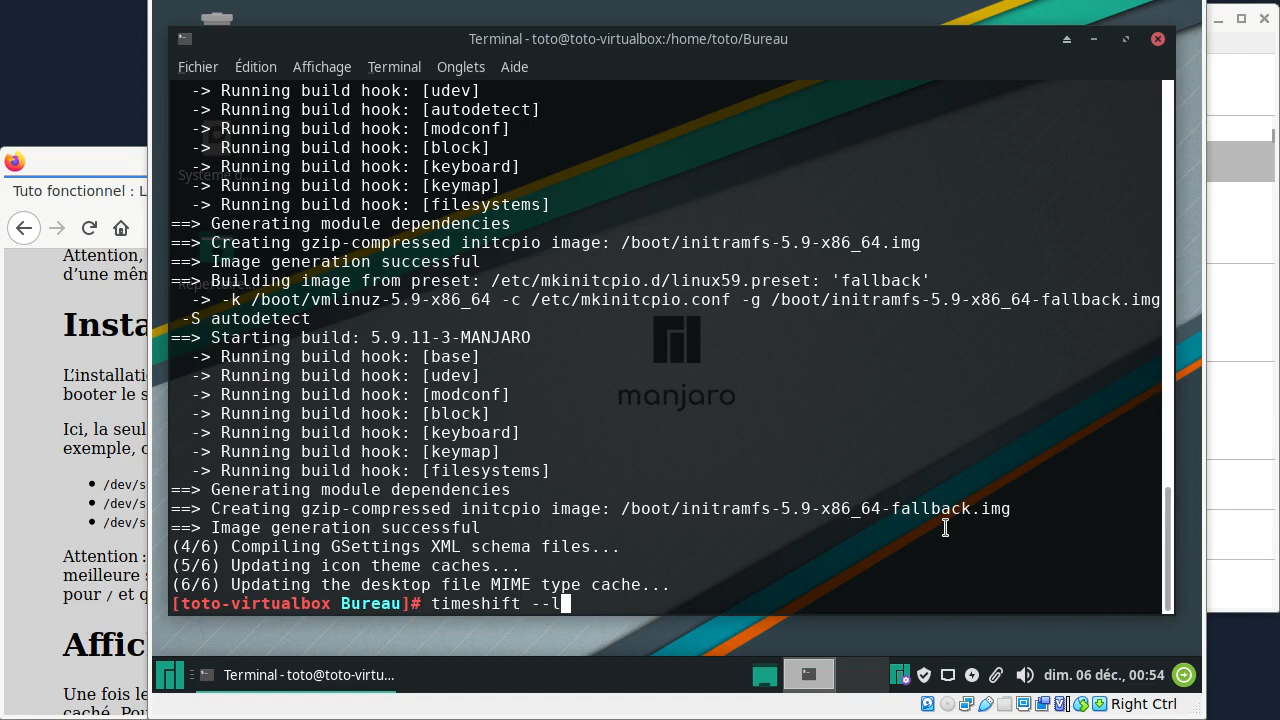 Terminal - toto@toto-virtualbox:/home/toto/Bureau
Fichier Édition Affichage Terminal Onglets Aide
-> Running build hook: [udev]
-> Running build hook: [autodetect]
-> Running build hook: [modconf]
-> Running build hook: [block]
-> Running build hook: [keyboard]
-> Running build hook: [keymap]
-> Running build hook: [filesystems]
==> Generating module dependencies
==> Creating gzip-compressed initcpio image: /boot/initramfs-5.9-x86_64.img
==> Image generation successful
==> Building image from preset: /etc/mkinitcpio.d/linux59.preset: 'fallback'
-> -k /boot/vmlinuz-5.9-x86_64 -c /etc/mkinitcpio.conf -g /boot/initramfs-5.9-x86_64-fallback.img
-S autodetect
==> Starting build: 5.9.11-3-MANJARO
-> Running build hook: [base]
-> Running build hook: [udev]
-> Running build hook: [modconf]
-> Running build hook: [block]
-> Running build hook: [keyboard]
-> Running build hook: [keymap]
-> Running build hook: [filesystems]
==> Generating module dependencies
==> Creating gzip-compressed initcpio image: /boot/initramfs-5.9-x86_64-fallback.img
==> Image generation successful
(4/6) Compiling GSettings XML schema files...
(5/6) Updating icon theme caches...
(6/6) Updating the desktop file MIME type cache...
[toto-virtualbox Bureau]# timeshift --l
manjaro
Système d...
Terminal - toto@toto-virtu...
dim. 06 déc., 00:54
Right Ctrl
Tuto fonctionnel : L
Attention,
d'une mêm
Insta
L'installati
booter le s
Ici, la seul
exemple, c
/dev/s
/dev/s
/dev/s
Attention :
meilleure s
pour / et q
Affic
Une fois le
caché. Pou